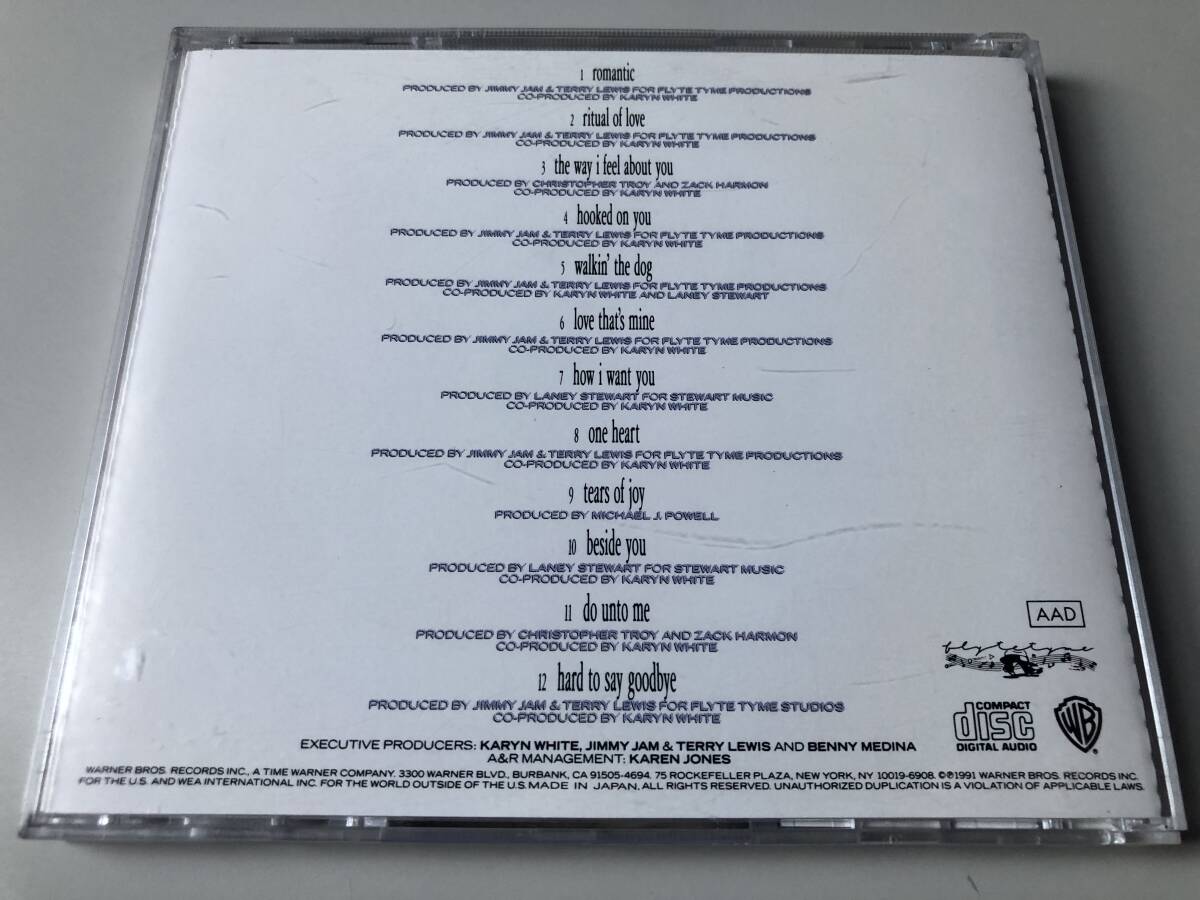 1 romantic
PRODUCED BY JIMMY JAM & TERRY LEWIS FOR FLYTE TYME PRODUCTIONS
CO-PRODUCED BY KARYN WHITE
2 ritual of love
PRODUCED BY JIMMY JAM & TERRY LEWIS FOR FLYTE TYME PRODUCTIONS
CO-PRODUCED BY KARYN WHITE
3 the way i feel about you
PRODUCED BY CHRISTOPHER TROY AND ZACK HARMON
CO-PRODUCED BY KARYN WHITE
4 hooked on you
PRODUCED BY JIMMY JAM & TERRY LEWIS FOR FLYTE TYME PRODUCTIONS
CO-PRODUCED BY KARYN WHITE
5 walkin' the dog
PRODUCED BY JIMMY JAM & TERRY LEWIS FOR FLYTE TYME PRODUCTIONS
CO-PRODUCED BY KARYN WHITE AND LANEY STEWART
6 love that's mine
PRODUCED BY JIMMY JAM & TERRY LEWIS FOR FLYTE TYME PRODUCTIONS
CO-PRODUCED BY KARYN WHITE
7 how i want you
PRODUCED BY LANEY STEWART FOR STEWART MUSIC
CO-PRODUCED BY KARYN WHITE
8 one heart
PRODUCED BY JIMMY JAM & TERRY LEWIS FOR FLYTE TYME PRODUCTIONS
CO-PRODUCED BY KARYN WHITE
9 tears of joy
PRODUCED BY MICHAEL J. POWELL
10 beside you
PRODUCED BY LANEY STEWART FOR STEWART MUSIC
CO-PRODUCED BY KARYN WHITE
11 do unto me
PRODUCED BY CHRISTOPHER TROY AND ZACK HARMON
CO-PRODUCED BY KARYN WHITE
12 hard to say goodbye
PRODUCED BY JIMMY JAM & TERRY LEWIS FOR FLYTE TYME STUDIOS
CO-PRODUCED BY KARYN WHITE
AAD
flytetyme
COMPACT
disc
DIGITAL AUDIO
WB
EXECUTIVE PRODUCERS: KARYN WHITE, JIMMY JAM & TERRY LEWIS AND BENNY MEDINA
A&R MANAGEMENT: KAREN JONES
WARNER BROS. RECORDS INC., A TIME WARNER COMPANY. 3300 WARNER BLVD., BURBANK, CA 91505-4694. 75 ROCKEFELLER PLAZA, NEW YORK, NY 10019-6908. ©℗1991 WARNER BROS. RECORDS INC.
FOR THE U.S. AND WEA INTERNATIONAL INC. FOR THE WORLD OUTSIDE OF THE U.S. MADE IN JAPAN. ALL RIGHTS RESERVED. UNAUTHORIZED DUPLICATION IS A VIOLATION OF APPLICABLE LAWS.